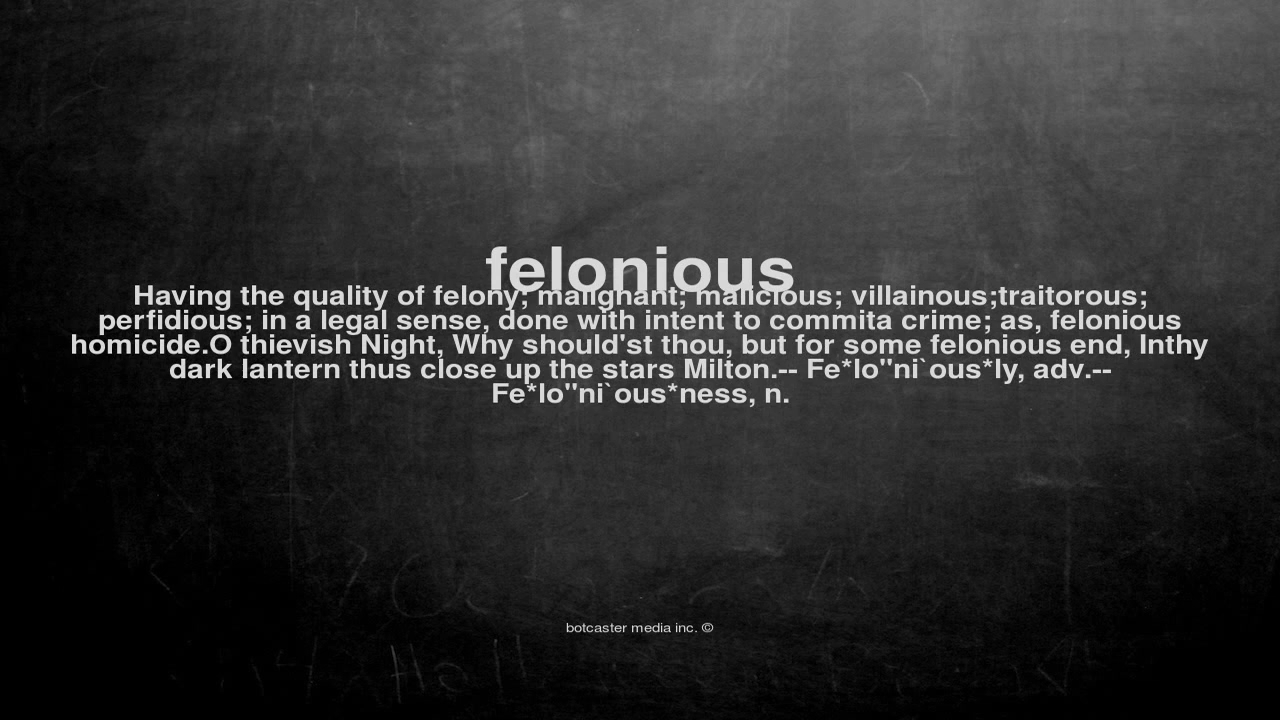 felonious
Having the quality of felony; malignant; malicious; villainous;traitorous;
perfidious; in a legal sense, done with intent to commita crime; as, felonious
homicide.O thievish Night, Why should'st thou, but for some felonious end, Inthy
dark lantern thus close up the stars Milton.-- Fe*lo"ni`ous*ly, adv.--
Fe*lo"ni`ous*ness, n.
botcaster media inc. ©